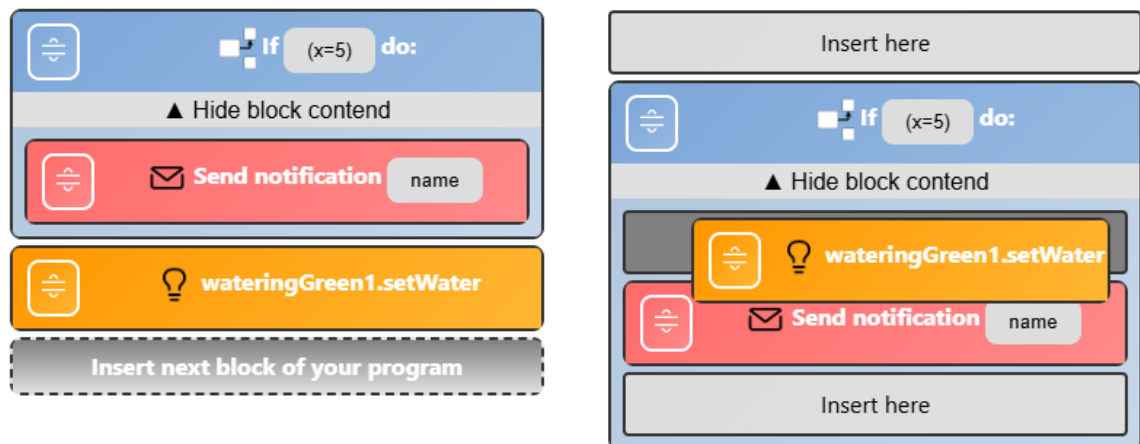 If (x=5) do:
▲ Hide block contend
Send notification name
wateringGreen1.setWater
Insert next block of your program
Insert here
If (x=5) do:
▲ Hide block contend
wateringGreen1.setWater
Send notification name
Insert here